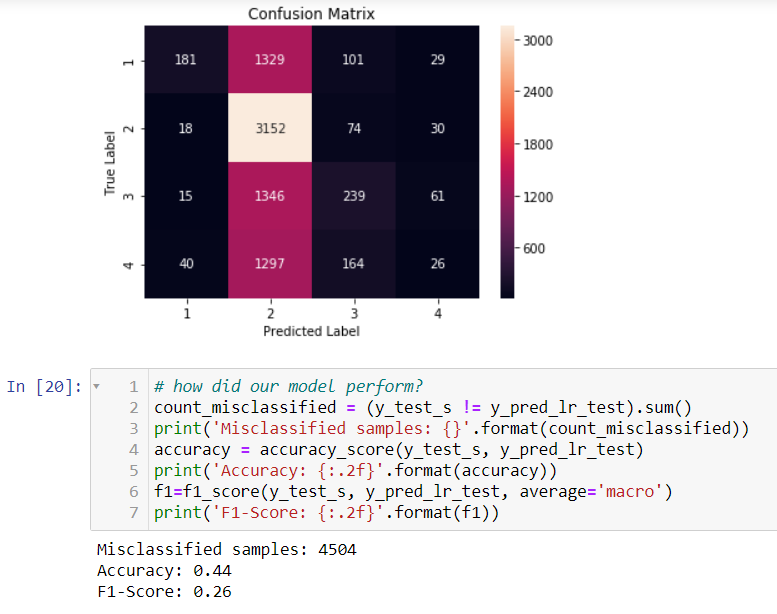 Confusion Matrix
True Label
1 181 1329 101 29
2 18 3152 74 30
3 15 1346 239 61
4 40 1297 164 26
1 2 3 4
Predicted Label
3000
2400
1800
1200
600
In [20]:
1 # how did our model perform?
2 count_misclassified = (y_test_s != y_pred_lr_test).sum()
3 print('Misclassified samples: {}'.format(count_misclassified))
4 accuracy = accuracy_score(y_test_s, y_pred_lr_test)
5 print('Accuracy: {:.2f}'.format(accuracy))
6 f1=f1_score(y_test_s, y_pred_lr_test, average='macro')
7 print('F1-Score: {:.2f}'.format(f1))
Misclassified samples: 4504
Accuracy: 0.44
F1-Score: 0.26